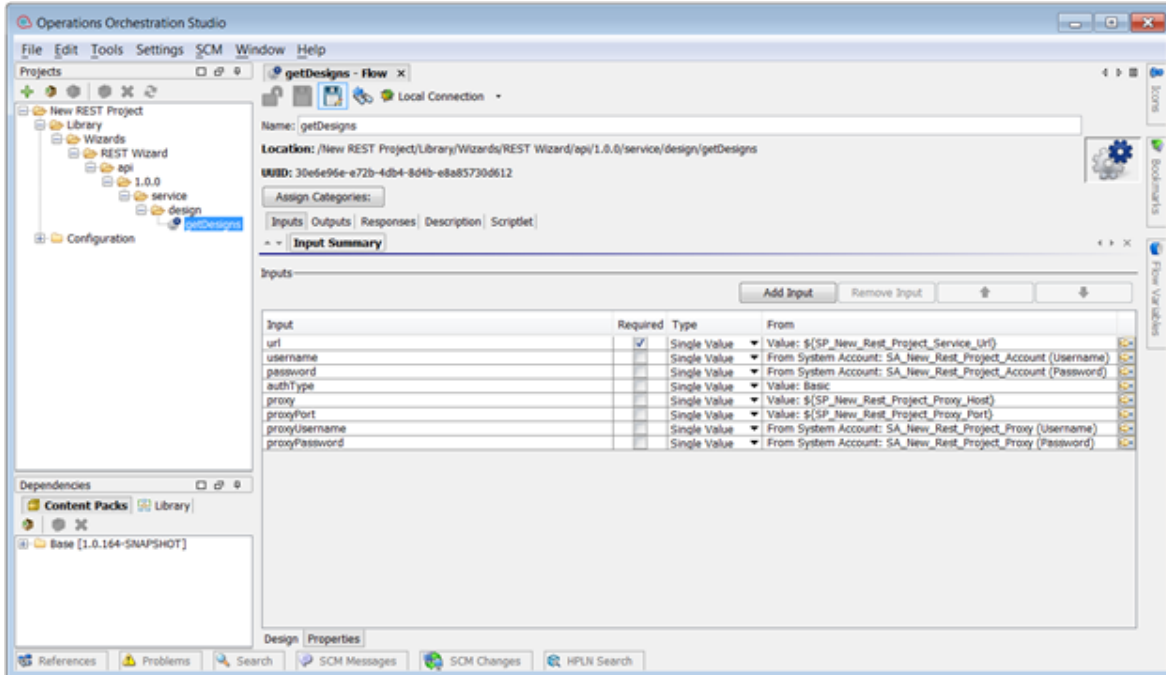 Operations Orchestration Studio
File Edit Tools Settings SCM Window Help
Projects
New REST Project
Library
Wizards
REST Wizard
api
1.0.0
service
design
getDesigns
Configuration
Dependencies
Content Packs Library
Base [1.0.164-SNAPSHOT]
getDesigns - Flow
Local Connection
Name: getDesigns
Location: /New REST Project/Library/Wizards/REST Wizard/api/1.0.0/service/design/getDesigns
UUID: 30e6e96e-e72b-4db4-8d4b-e8a85730d612
Assign Categories:
Inputs Outputs Responses Description Scriptlet
Input Summary
Inputs
Add Input Remove Input
Input Required Type From
url Single Value Value: ${SP_New_Rest_Project_Service_Url}
username Single Value From System Account: SA_New_Rest_Project_Account (Username)
password Single Value From System Account: SA_New_Rest_Project_Account (Password)
authType Single Value Value: Basic
proxy Single Value Value: ${SP_New_Rest_Project_Proxy_Host}
proxyPort Single Value Value: ${SP_New_Rest_Project_Proxy_Port}
proxyUsername Single Value From System Account: SA_New_Rest_Project_Proxy (Username)
proxyPassword Single Value From System Account: SA_New_Rest_Project_Proxy (Password)
Design Properties
Icons
Bookmarks
Flow Variables
References Problems Search SCM Messages SCM Changes HPLN Search